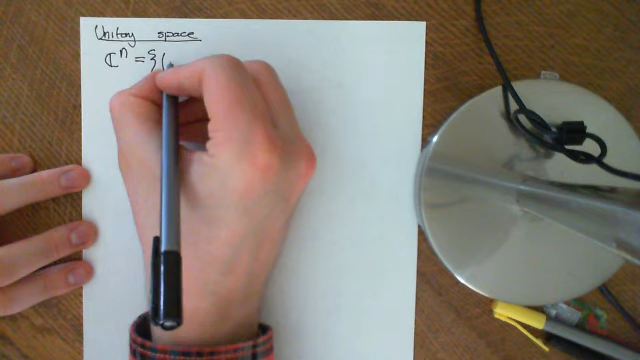 Unitary space
ℂⁿ = {(